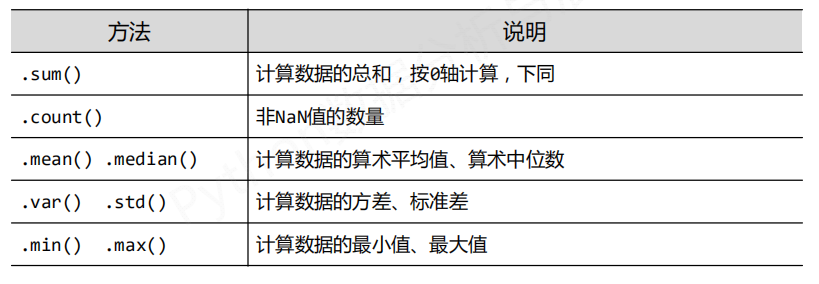 方法 说明
.sum() 计算数据的总和，按0轴计算，下同
.count() 非NaN值的数量
.mean() .median() 计算数据的算术平均值、算术中位数
.var() .std() 计算数据的方差、标准差
.min() .max() 计算数据的最小值、最大值